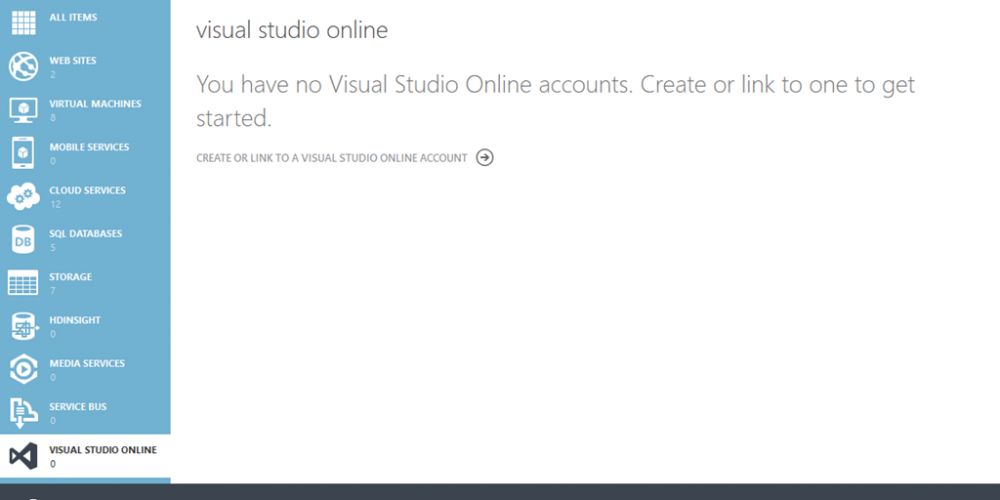 ALL ITEMS
WEB SITES
2
VIRTUAL MACHINES
8
MOBILE SERVICES
0
CLOUD SERVICES
12
DB
SQL DATABASES
5
STORAGE
7
HDINSIGHT
0
MEDIA SERVICES
0
SERVICE BUS
0
VISUAL STUDIO ONLINE
0
visual studio online
You have no Visual Studio Online accounts. Create or link to one to get
started.
CREATE OR LINK TO A VISUAL STUDIO ONLINE ACCOUNT